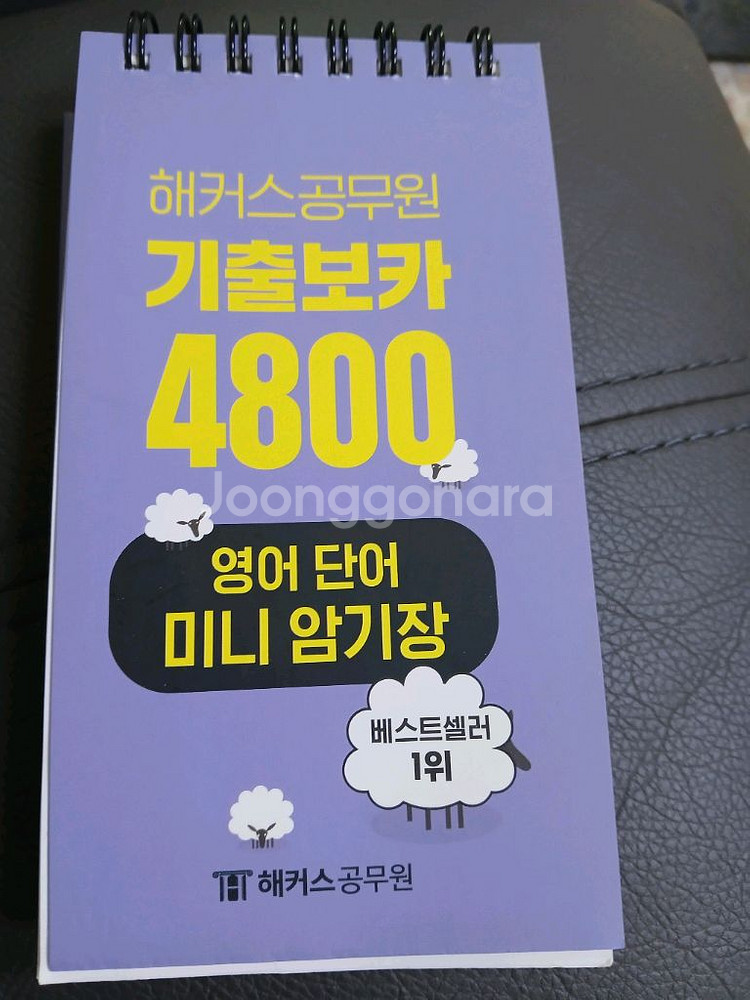 해커스공무원
기출보카
4800
Joonggonara
영어 단어
미니 암기장
베스트셀러
1위
해커스공무원